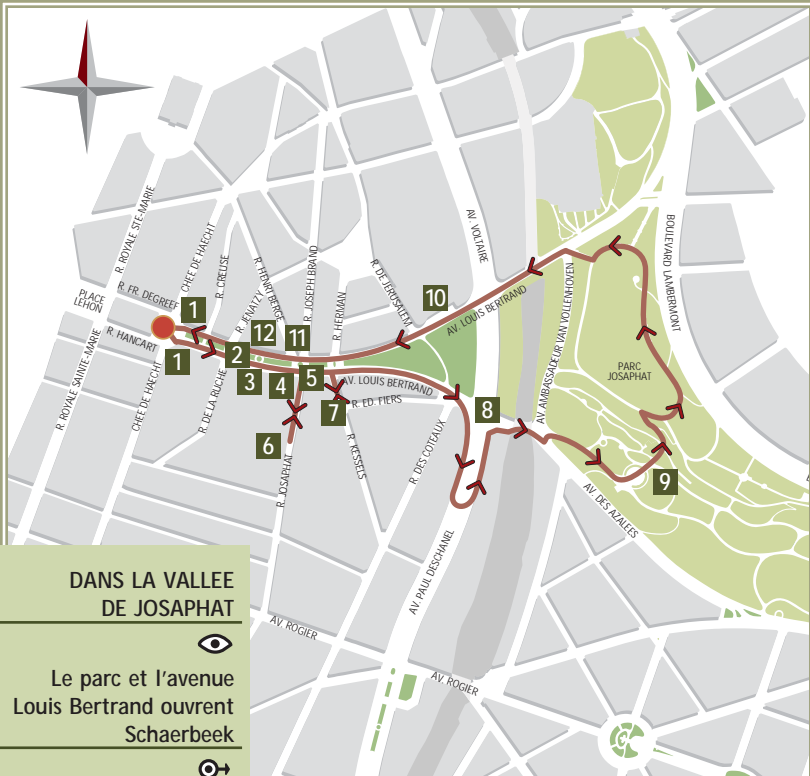 R. ROYALE STE-MARIE
CHEE DE HAECHT
R. CREUSE
R. FR. DEGREEF
PLACE
LEHON
R. HANCART
R. ROYALE SAINTE-MARIE
CHEE DE HAECHT
R. DE LA RUCHE
R. JENATZY
R. HENRI BERGE
R. JOSEPH BRAND
R. HERMAN
R. DE JERUSALEM
AV. VOLTAIRE
AV. LOUIS BERTRAND
AV. AMBASSADEUR VAN VOLLENHOVEN
BOULEVARD LAMBERMONT
PARC
JOSAPHAT
1
1
2
3
4
5
6
7
8
9
10
11
12
AV. LOUIS BERTRAND
R. ED. FIERS
R. KESSELS
R. JOSAPHAT
R. DES COTEAUX
AV. PAUL DESCHANEL
AV. DES AZALEES
AV. ROGIER
AV. ROGIER
DANS LA VALLEE
DE JOSAPHAT
Le parc et l'avenue
Louis Bertrand ouvrent
Schaerbeek